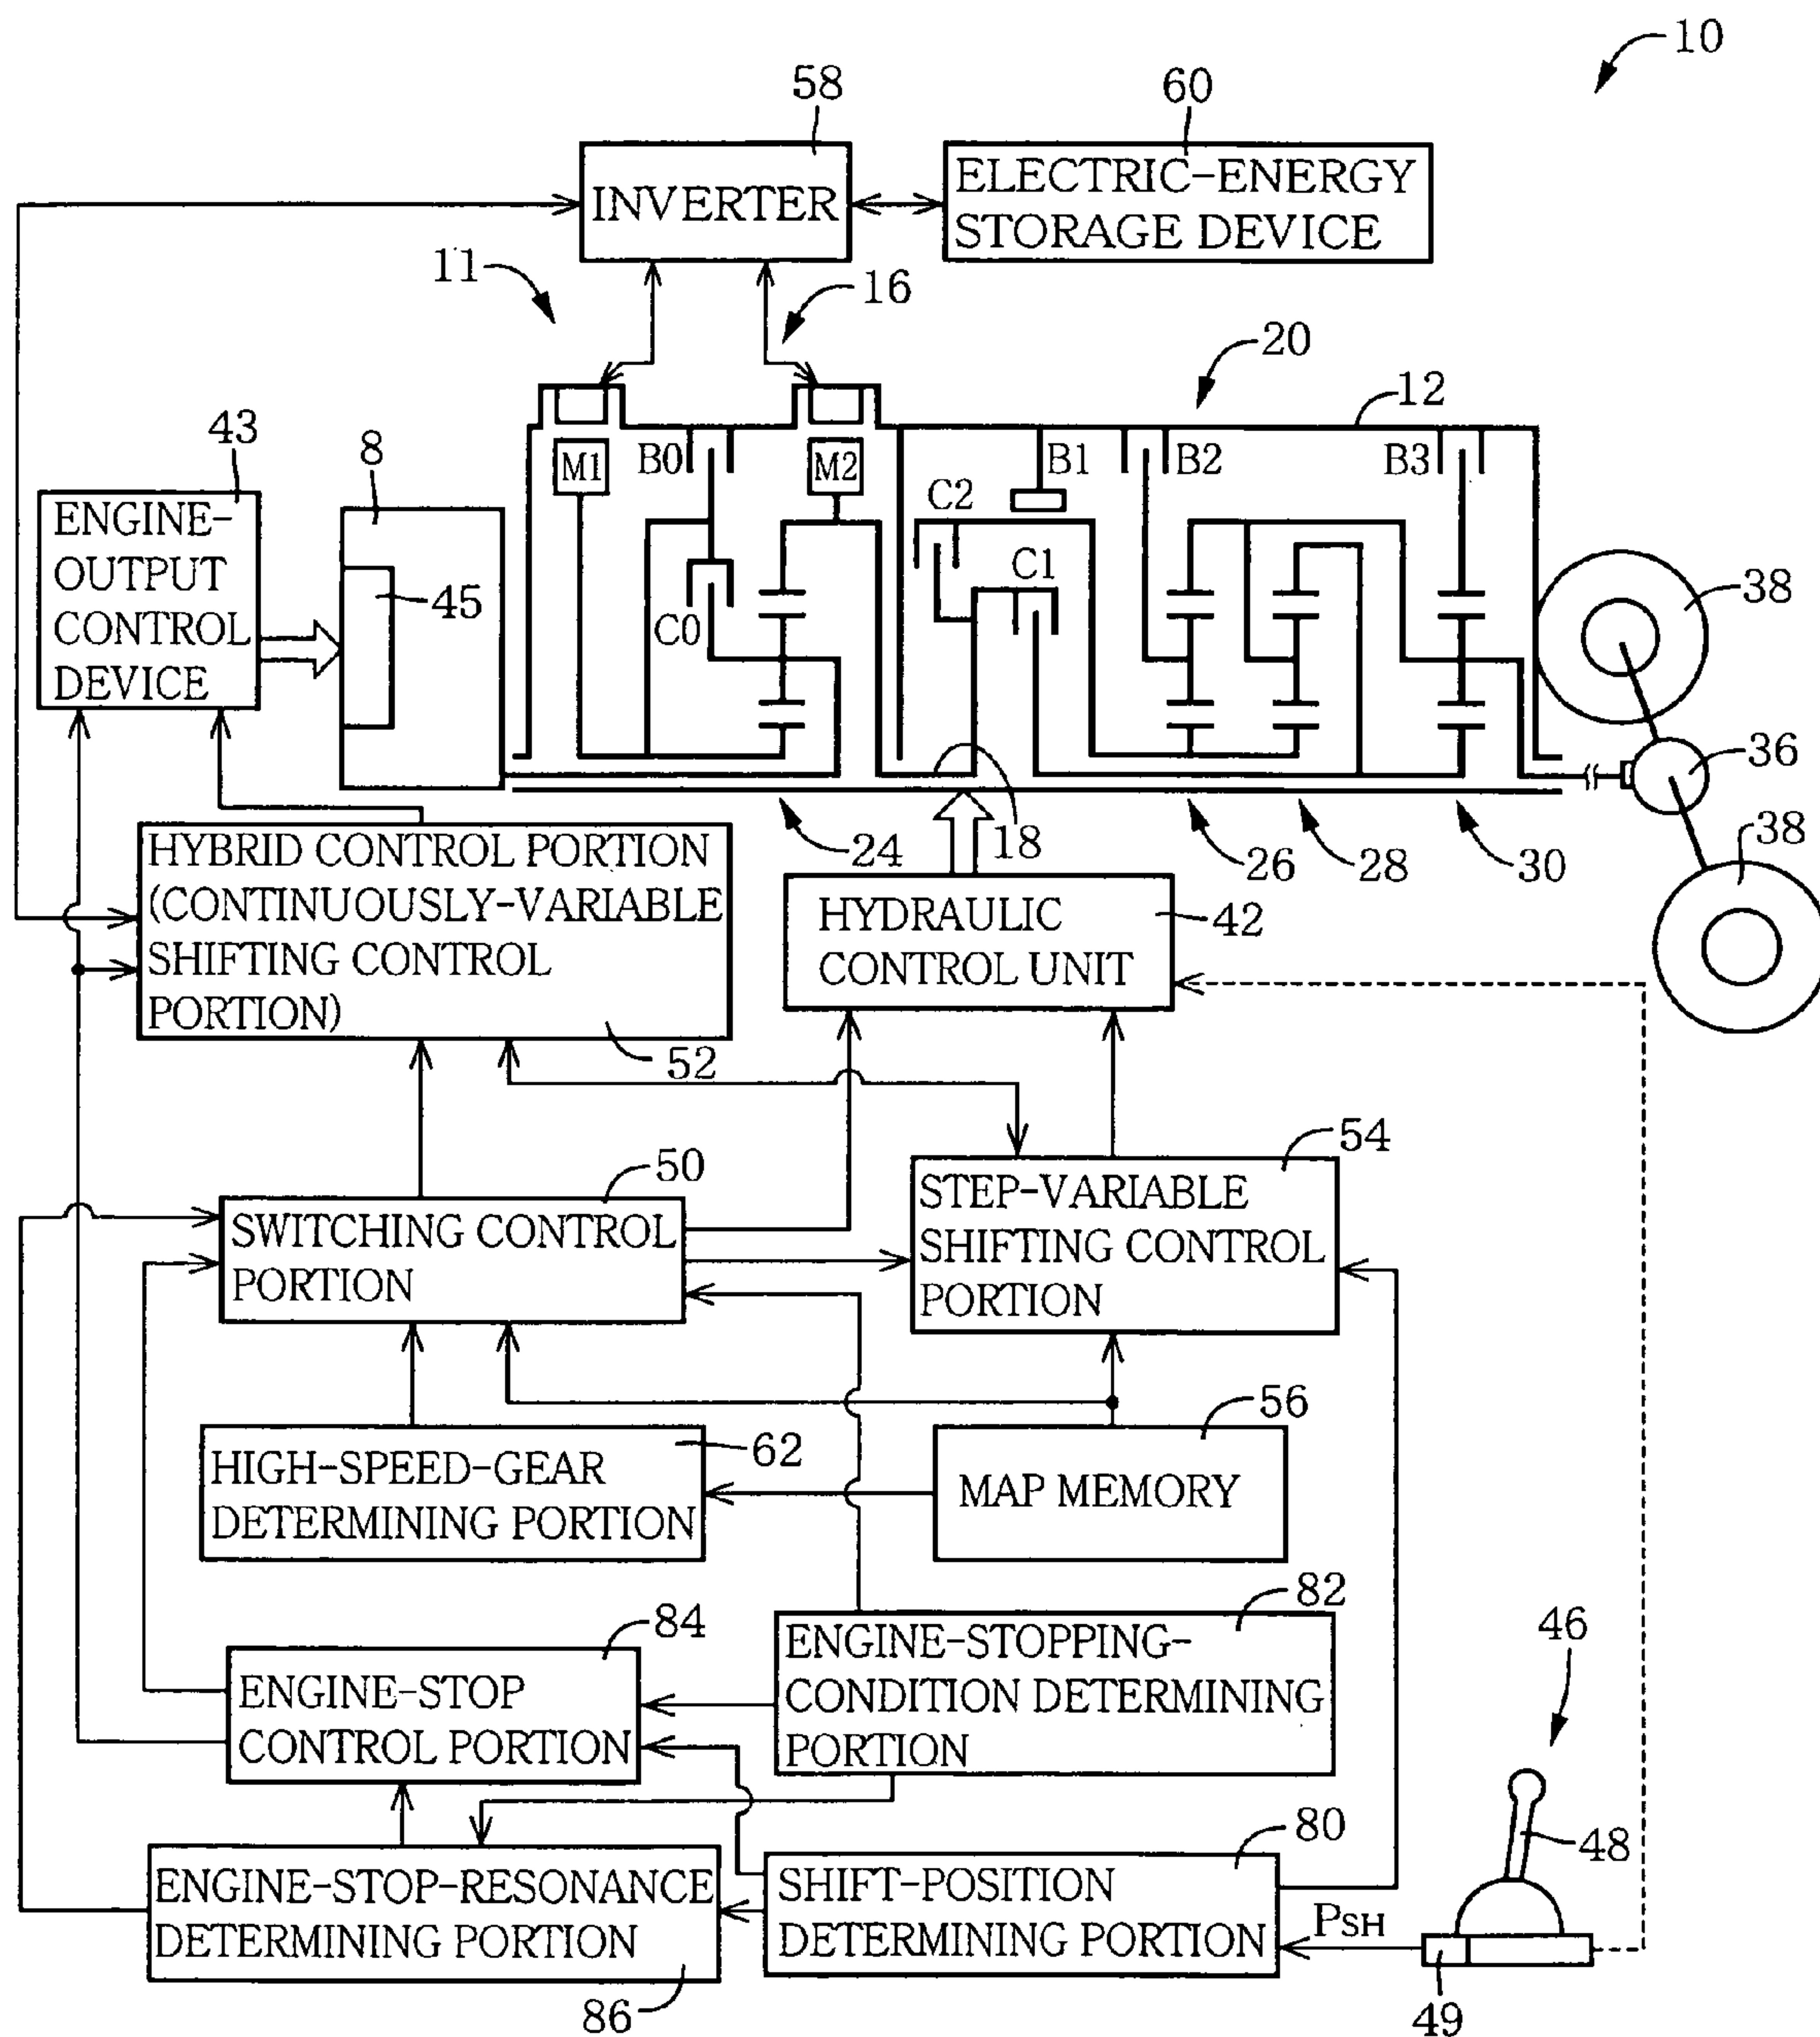 10
58
60
INVERTER
ELECTRIC-ENERGY
STORAGE DEVICE
11
16
20
12
43
8
M1
B0
M2
B1
B2
B3
C2
C1
C0
ENGINE-
OUTPUT
CONTROL
DEVICE
45
38
36
38
24
18
26
28
30
HYBRID CONTROL PORTION
(CONTINUOUSLY-VARIABLE
SHIFTING CONTROL
PORTION)
52
HYDRAULIC
CONTROL UNIT
42
50
SWITCHING CONTROL
PORTION
54
STEP-VARIABLE
SHIFTING CONTROL
PORTION
62
HIGH-SPEED-GEAR
DETERMINING PORTION
56
MAP MEMORY
84
ENGINE-STOP
CONTROL PORTION
82
ENGINE-STOPPING-
CONDITION DETERMINING
PORTION
46
48
ENGINE-STOP-RESONANCE
DETERMINING PORTION
86
80
SHIFT-POSITION
DETERMINING PORTION
PSH
49